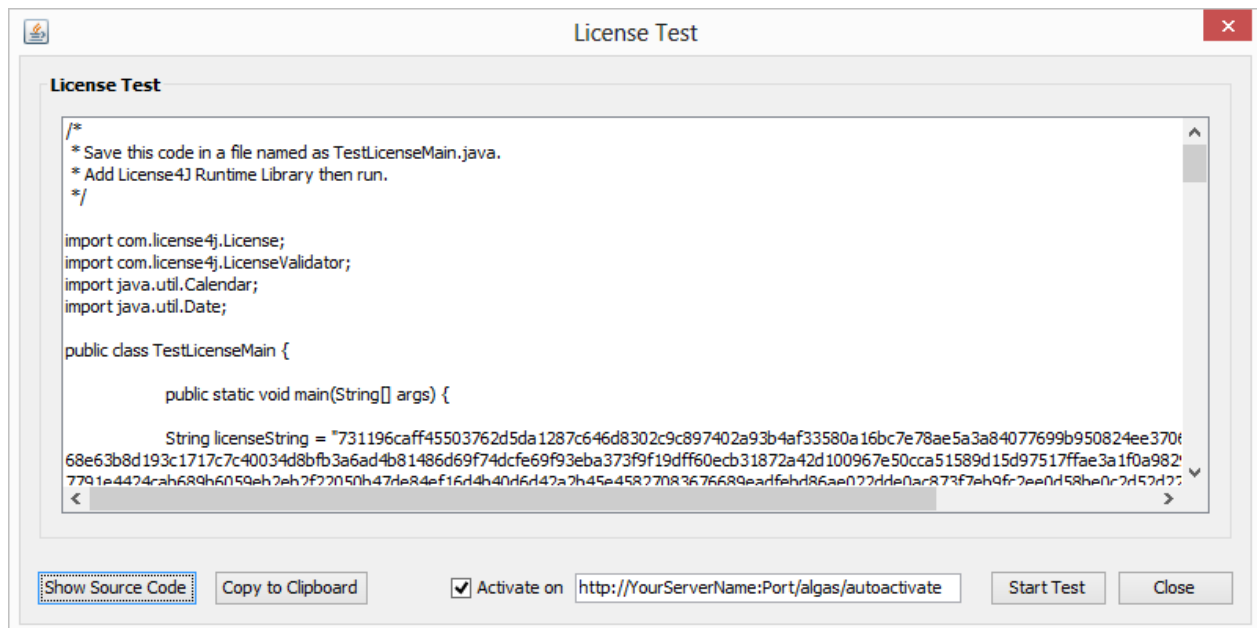 License Test
License Test
/*
* Save this code in a file named as TestLicenseMain.java.
* Add License4J Runtime Library then run.
*/
import com.license4j.License;
import com.license4j.LicenseValidator;
import java.util.Calendar;
import java.util.Date;
public class TestLicenseMain {
public static void main(String[] args) {
String licenseString = "731196caff45503762d5da1287c646d8302c9c897402a93b4af33580a16bc7e78ae5a3a84077699b950824ee3706
68e63b8d193c1717c7c40034d8bfb3a6ad4b81486d69f74dcfe69f93eba373f9f19dff60ecb31872a42d100967e50cca51589d15d97517ffae3a1f0a982
Show Source Code
Copy to Clipboard
Activate on
http://YourServerName:Port/algas/autoactivate
Start Test
Close